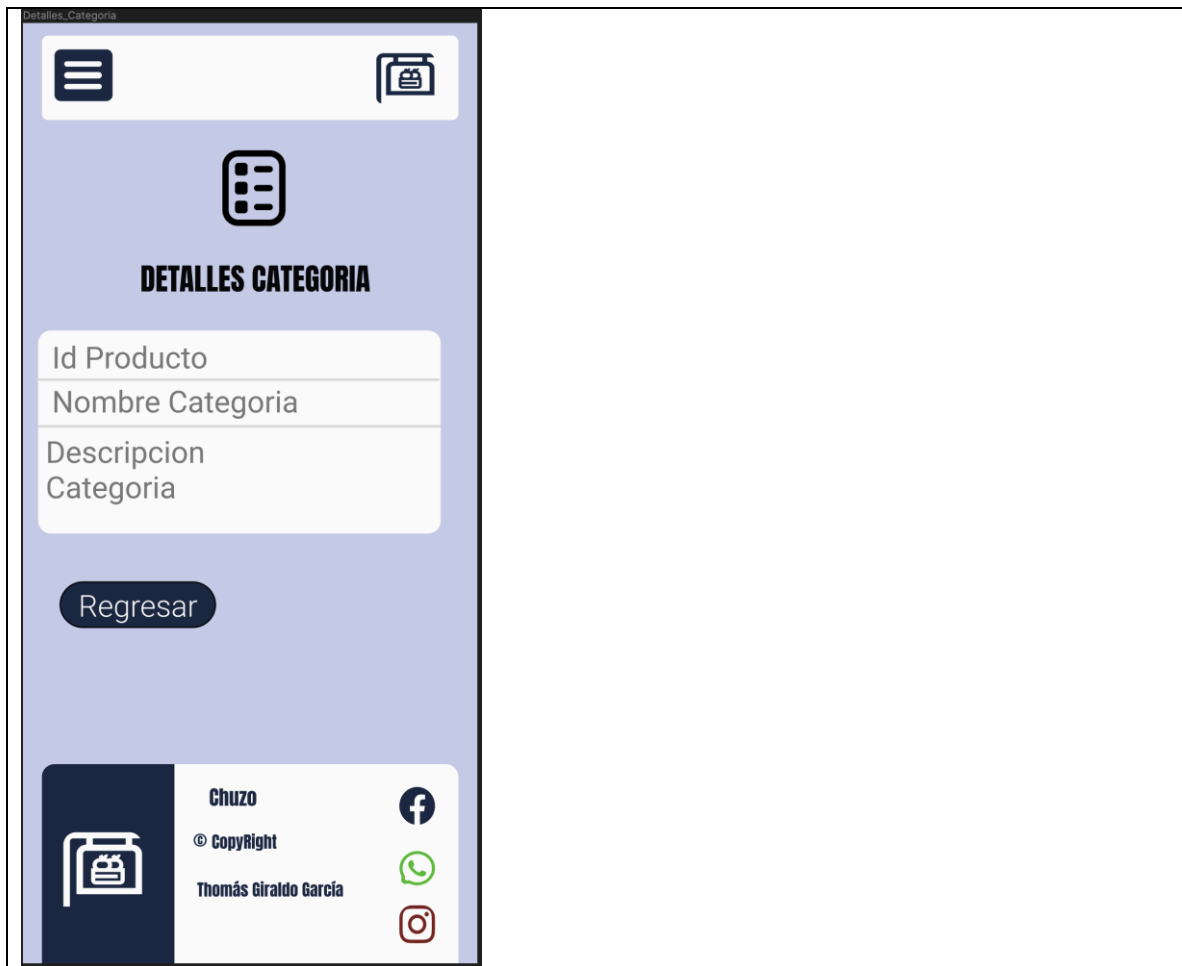 Detalles_Categoria
DETALLES CATEGORIA
Id Producto
Nombre Categoria
Descripcion
Categoria
Regresar
Chuzo
© CopyRight
Thomás Giraldo García